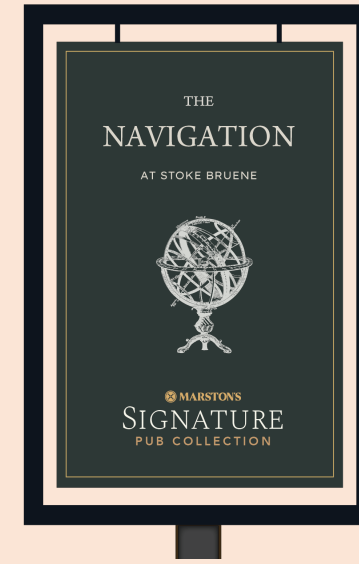 THE
NAVIGATION
AT STOKE BRUENE
MARSTON'S
SIGNATURE
PUB COLLECTION